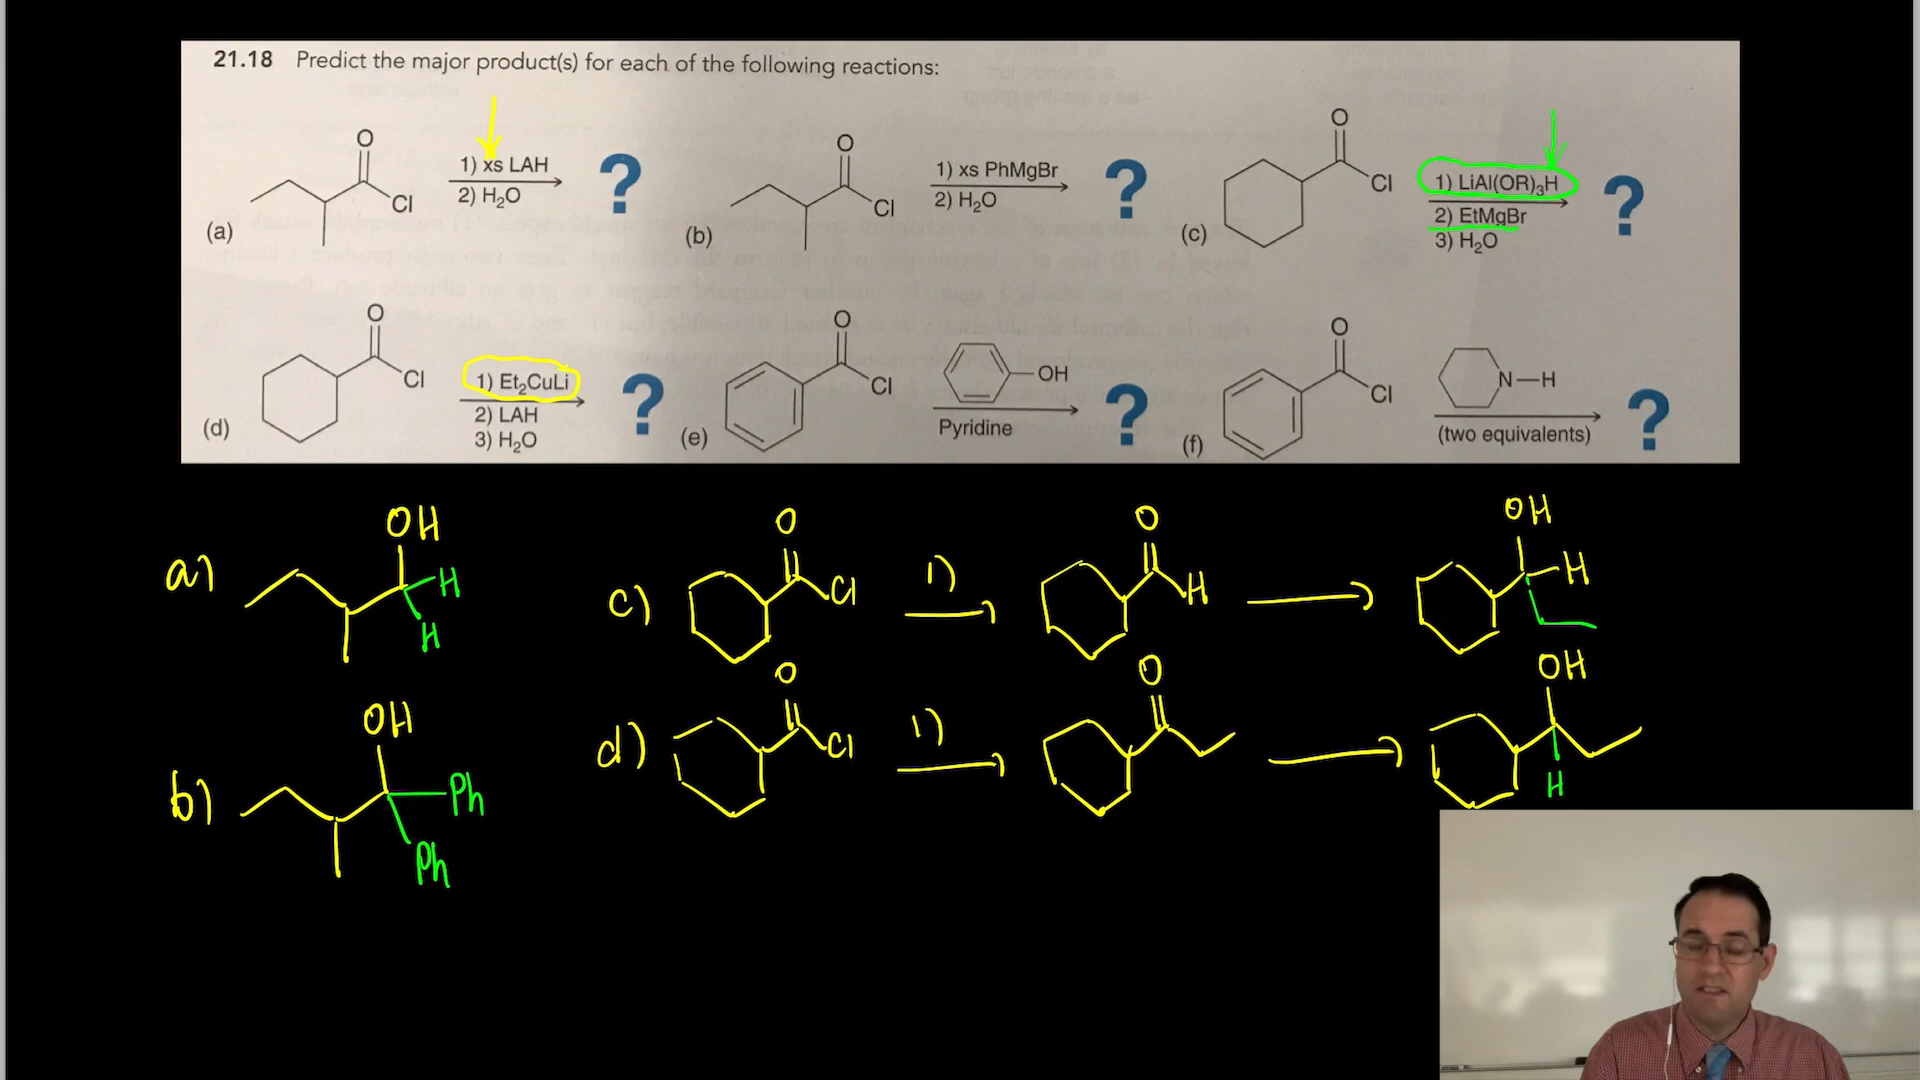 21.18 Predict the major product(s) for each of the following reactions:
O
Cl
1) xs LAH
2) H₂O
?
(a)
O
Cl
1) xs PhMgBr
2) H₂O
?
(b)
O
Cl
1) LiAl(OR)₃H
2) EtMgBr
3) H₂O
?
(c)
O
Cl
1) Et₂CuLi
2) LAH
3) H₂O
?
(d)
O
Cl
OH
Pyridine
?
(e)
O
Cl
N—H
(two equivalents)
?
(f)
a)
OH
H
H
b)
OH
Ph
Ph
c)
O
Cl
1)
O
H
OH
H
d)
O
Cl
1)
O
OH
H